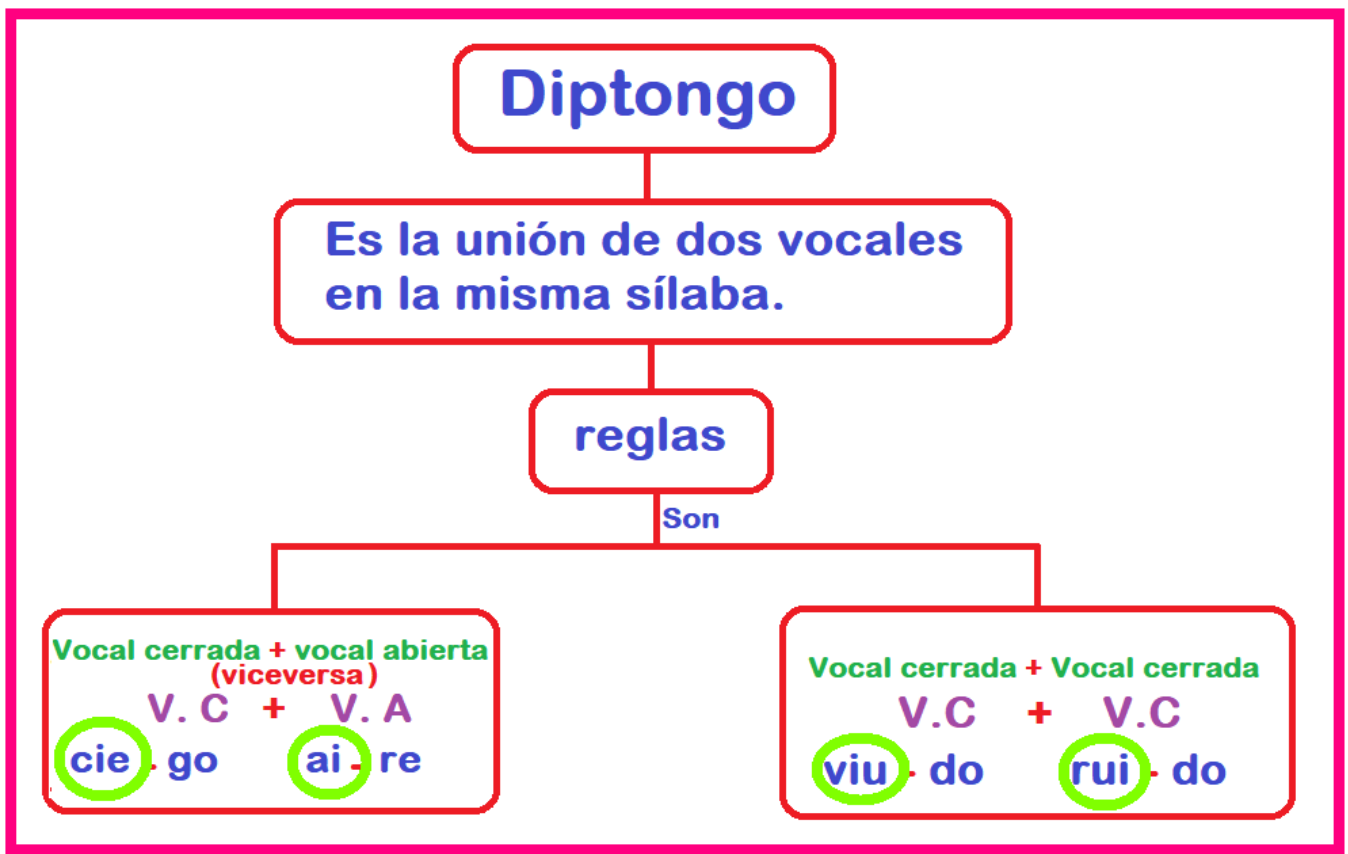 Diptongo
Es la unión de dos vocales
en la misma sílaba.
reglas
Son
Vocal cerrada + vocal abierta
(viceversa)
V. C + V. A
cie - go ai - re
Vocal cerrada + Vocal cerrada
V.C + V.C
viu - do rui - do